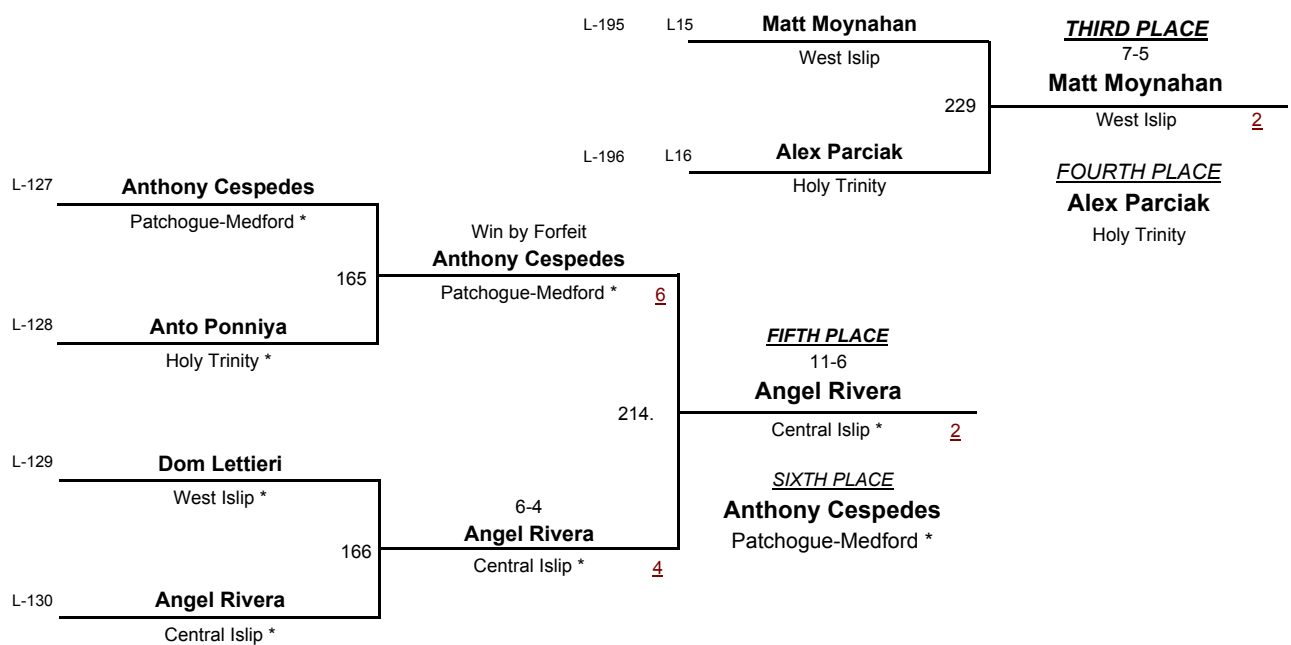 L-195 L15 Matt Moynahan
West Islip
229
L-196 L16 Alex Parciak
Holy Trinity
THIRD PLACE
7-5
Matt Moynahan
West Islip 2
FOURTH PLACE
Alex Parciak
Holy Trinity
L-127 Anthony Cespedes
Patchogue-Medford *
165
L-128 Anto Ponniya
Holy Trinity *
Win by Forfeit
Anthony Cespedes
Patchogue-Medford * 6
214.
L-129 Dom Lettieri
West Islip *
166
L-130 Angel Rivera
Central Islip *
6-4
Angel Rivera
Central Islip * 4
FIFTH PLACE
11-6
Angel Rivera
Central Islip * 2
SIXTH PLACE
Anthony Cespedes
Patchogue-Medford *